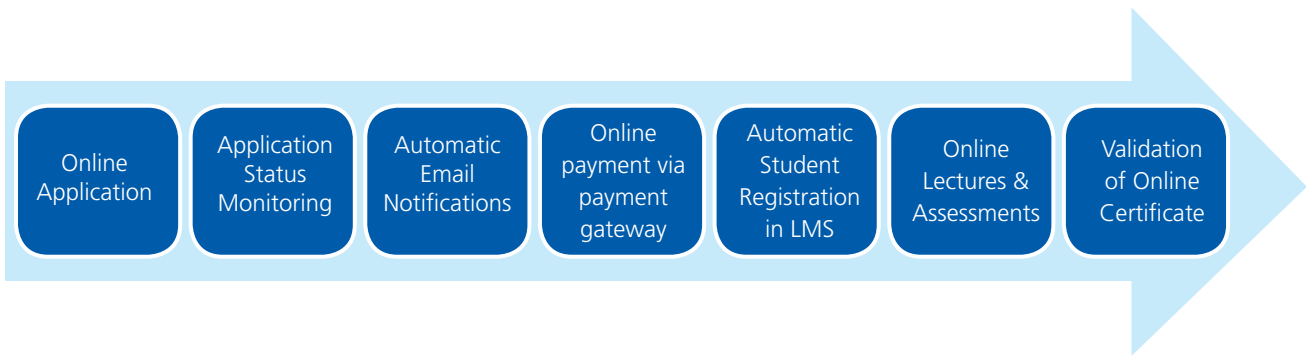 Online
Application
Application
Status
Monitoring
Automatic
Email
Notifications
Online
payment via
payment
gateway
Automatic
Student
Registration
in LMS
Online
Lectures &
Assessments
Validation
of Online
Certificate